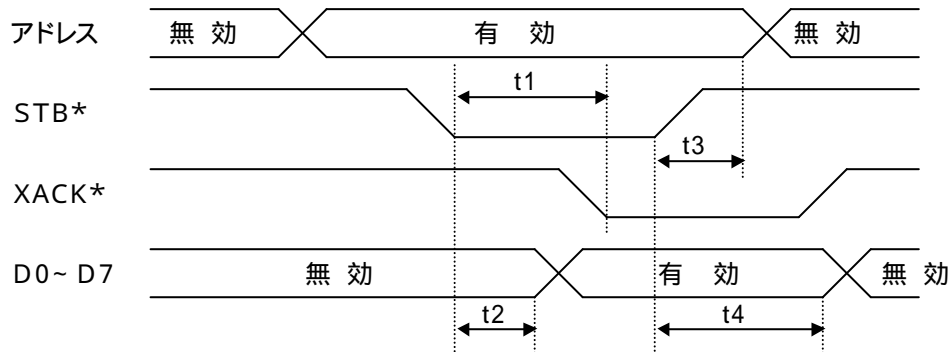 アドレス 無 効 有 効 無 効
t1
STB*
t3
XACK*
D0~ D7 無 効 有 効 無 効
t2 t4